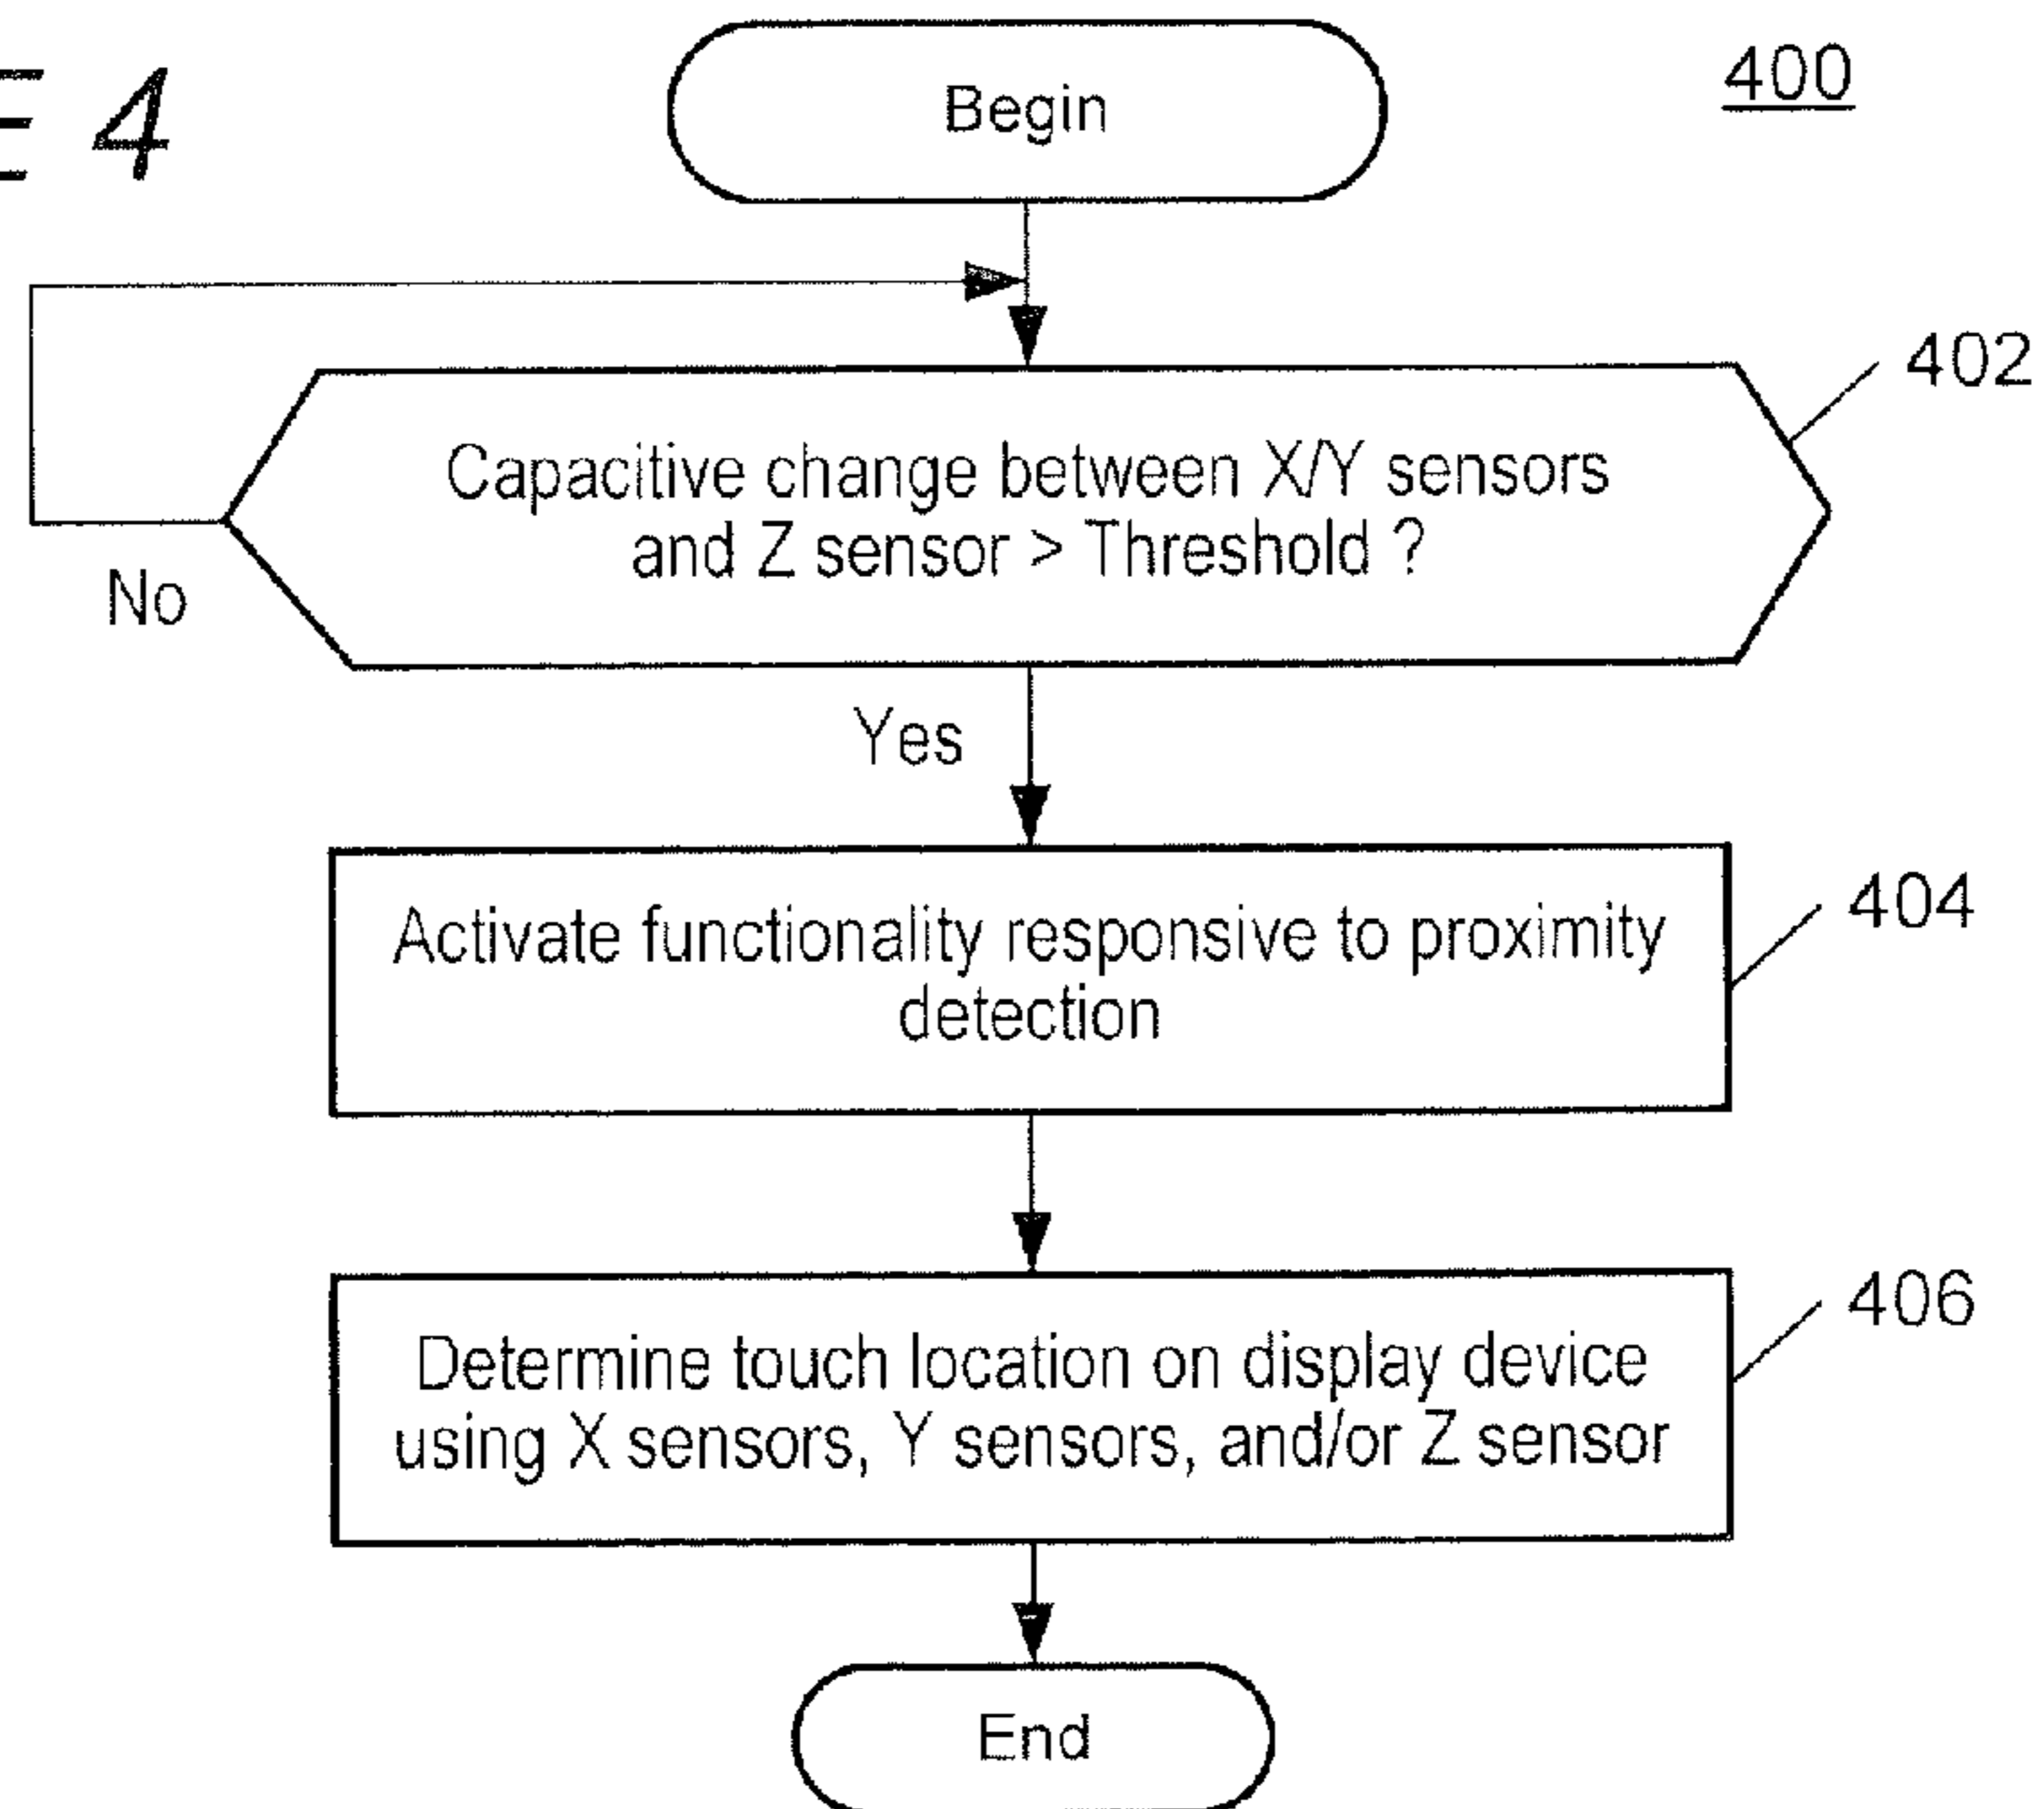 E 4
Begin
400
402
Capacitive change between X/Y sensors
and Z sensor > Threshold ?
No
Yes
404
Activate functionality responsive to proximity
detection
406
Determine touch location on display device
using X sensors, Y sensors, and/or Z sensor
End